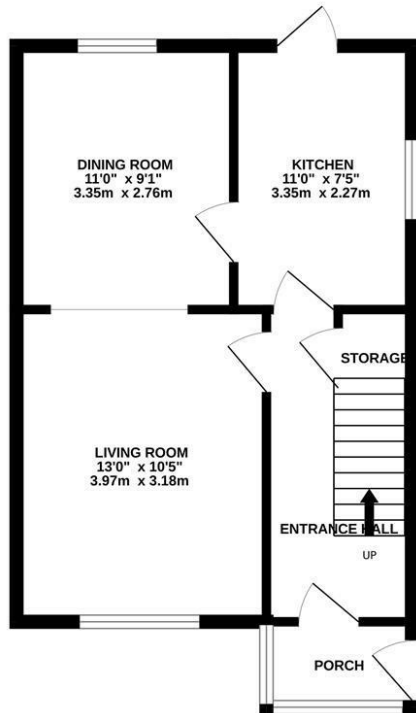 DINING ROOM
11'0" x 9'1"
3.35m x 2.76m
KITCHEN
11'0" x 7'5"
3.35m x 2.27m
STORAGE
LIVING ROOM
13'0" x 10'5"
3.97m x 3.18m
ENTRANCE HALL
UP
PORCH